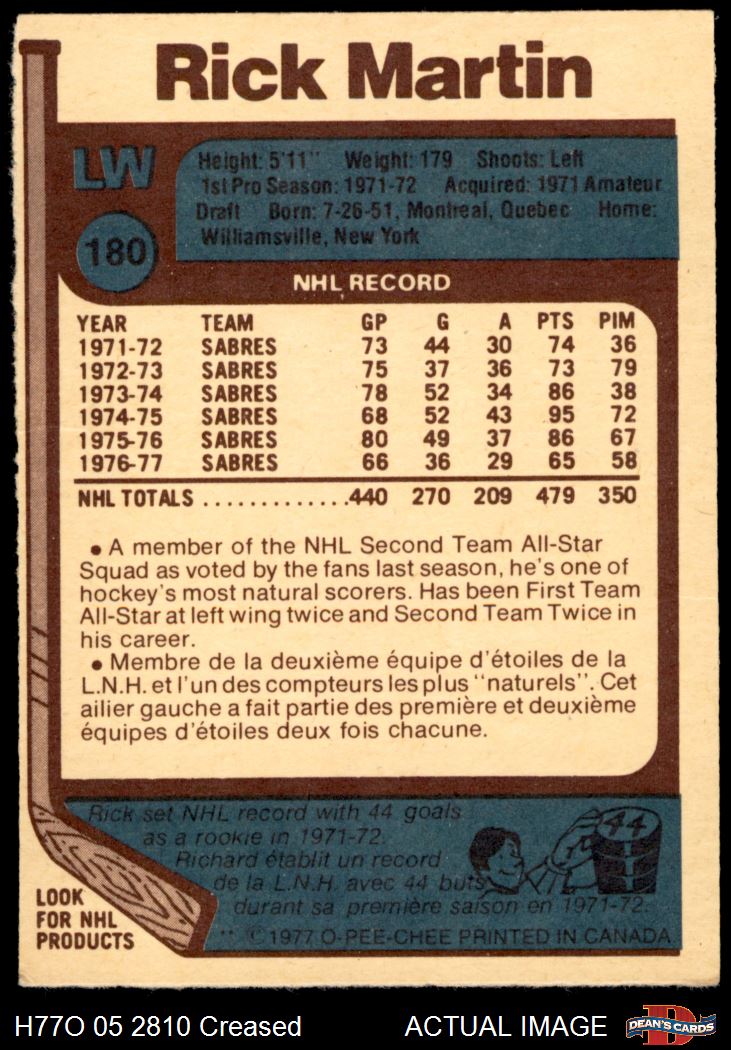 Rick Martin
LW
Height: 5'11" Weight: 179 Shoots: Left
1st Pro Season: 1971-72 Acquired: 1971 Amateur
Draft Born: 7-26-51, Montreal, Quebec Home:
Williamsville, New York
180
NHL RECORD
YEAR TEAM GP G A PTS PIM
1971-72 SABRES 73 44 30 74 36
1972-73 SABRES 75 37 36 73 79
1973-74 SABRES 78 52 34 86 38
1974-75 SABRES 68 52 43 95 72
1975-76 SABRES 80 49 37 86 67
1976-77 SABRES 66 36 29 65 58
NHL TOTALS .............440 270 209 479 350
• A member of the NHL Second Team All-Star
Squad as voted by the fans last season, he's one of
hockey's most natural scorers. Has been First Team
All-Star at left wing twice and Second Team Twice in
his career.
• Membre de la deuxième équipe d'étoiles de la
L.N.H. et l'un des compteurs les plus "naturels". Cet
ailier gauche a fait partie des première et deuxième
équipes d'étoiles deux fois chacune.
Rick set NHL record with 44 goals
as a rookie in 1971-72.
Richard établit un record
de la L.N.H. avec 44 buts
durant sa première saison en 1971-72.
44
LOOK
FOR NHL
PRODUCTS
** © 1977 O-PEE-CHEE PRINTED IN CANADA
H77O 05 2810 Creased ACTUAL IMAGE
D
DEAN'S CARDS